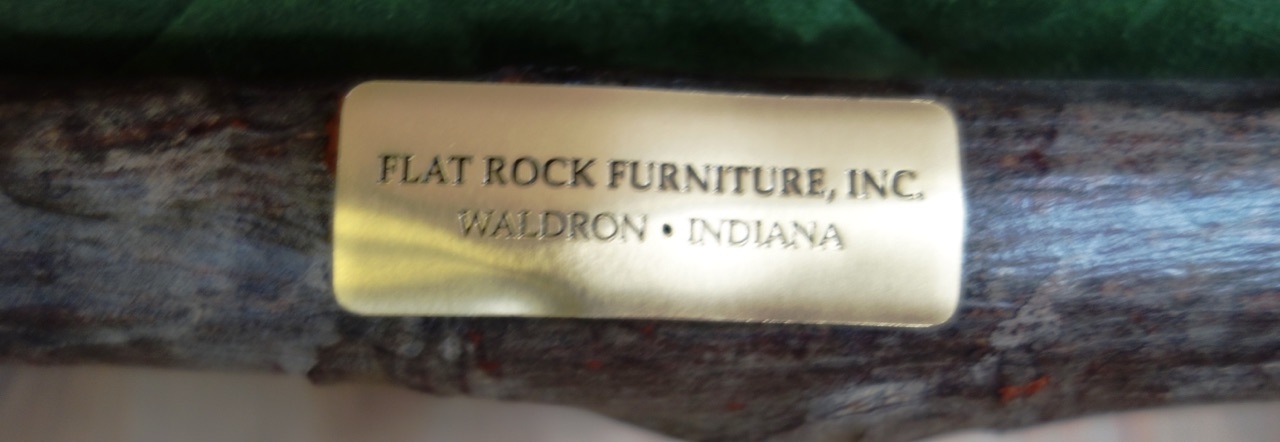 FLAT ROCK FURNITURE, INC.
WALDRON • INDIANA